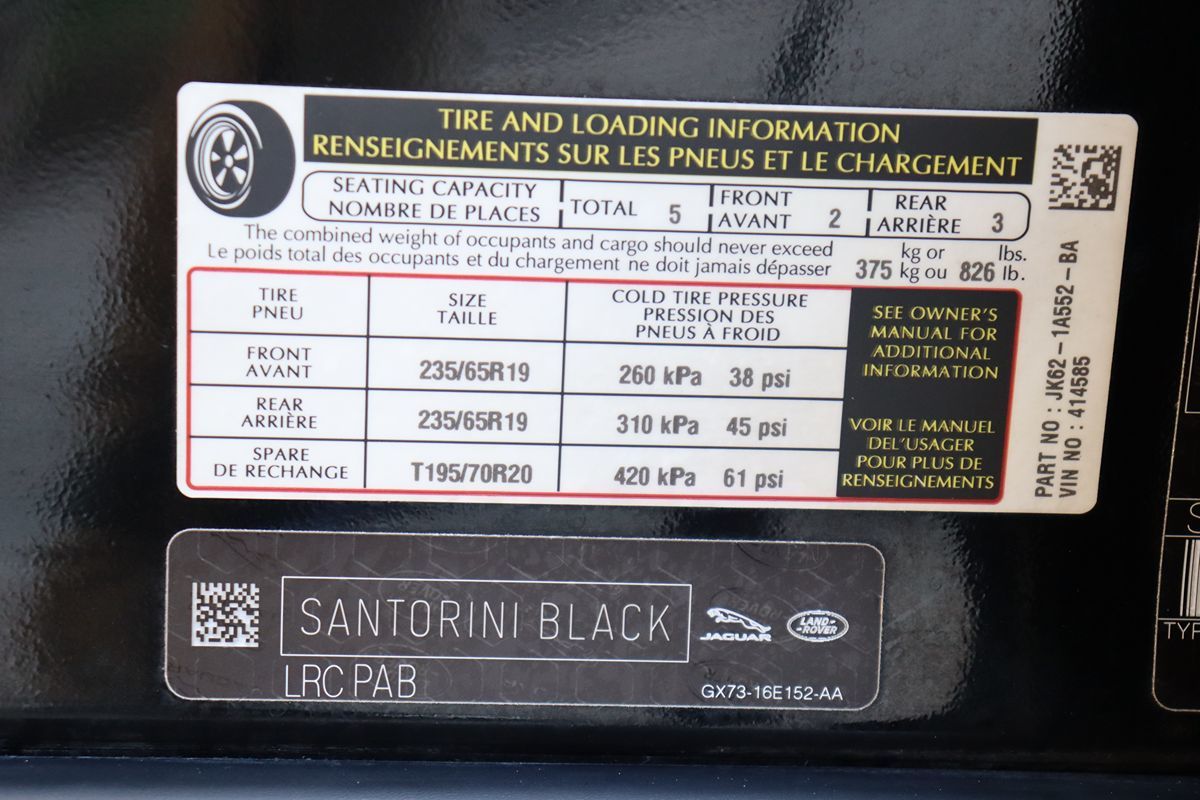 TIRE AND LOADING INFORMATION
RENSEIGNEMENTS SUR LES PNEUS ET LE CHARGEMENT
SEATING CAPACITY
NOMBRE DE PLACES
TOTAL 5
FRONT
AVANT 2
REAR
ARRIÈRE 3
The combined weight of occupants and cargo should never exceed
Le poids total des occupants et du chargement ne doit jamais dépasser
375 kg or
kg ou 826 lbs.
lb.
TIRE
PNEU
SIZE
TAILLE
COLD TIRE PRESSURE
PRESSION DES
PNEUS À FROID
FRONT
AVANT
235/65R19
260 kPa 38 psi
REAR
ARRIÈRE
235/65R19
310 kPa 45 psi
SPARE
DE RECHANGE
T195/70R20
420 kPa 61 psi
SEE OWNER'S
MANUAL FOR
ADDITIONAL
INFORMATION
VOIR LE MANUEL
DEL'USAGER
POUR PLUS DE
RENSEIGNEMENTS
PART NO : JK62-1A552-BA
VIN NO : 414585
SANTORINI BLACK
LRC PAB
JAGUAR
LAND-
ROVER
GX73-16E152-AA
TYP